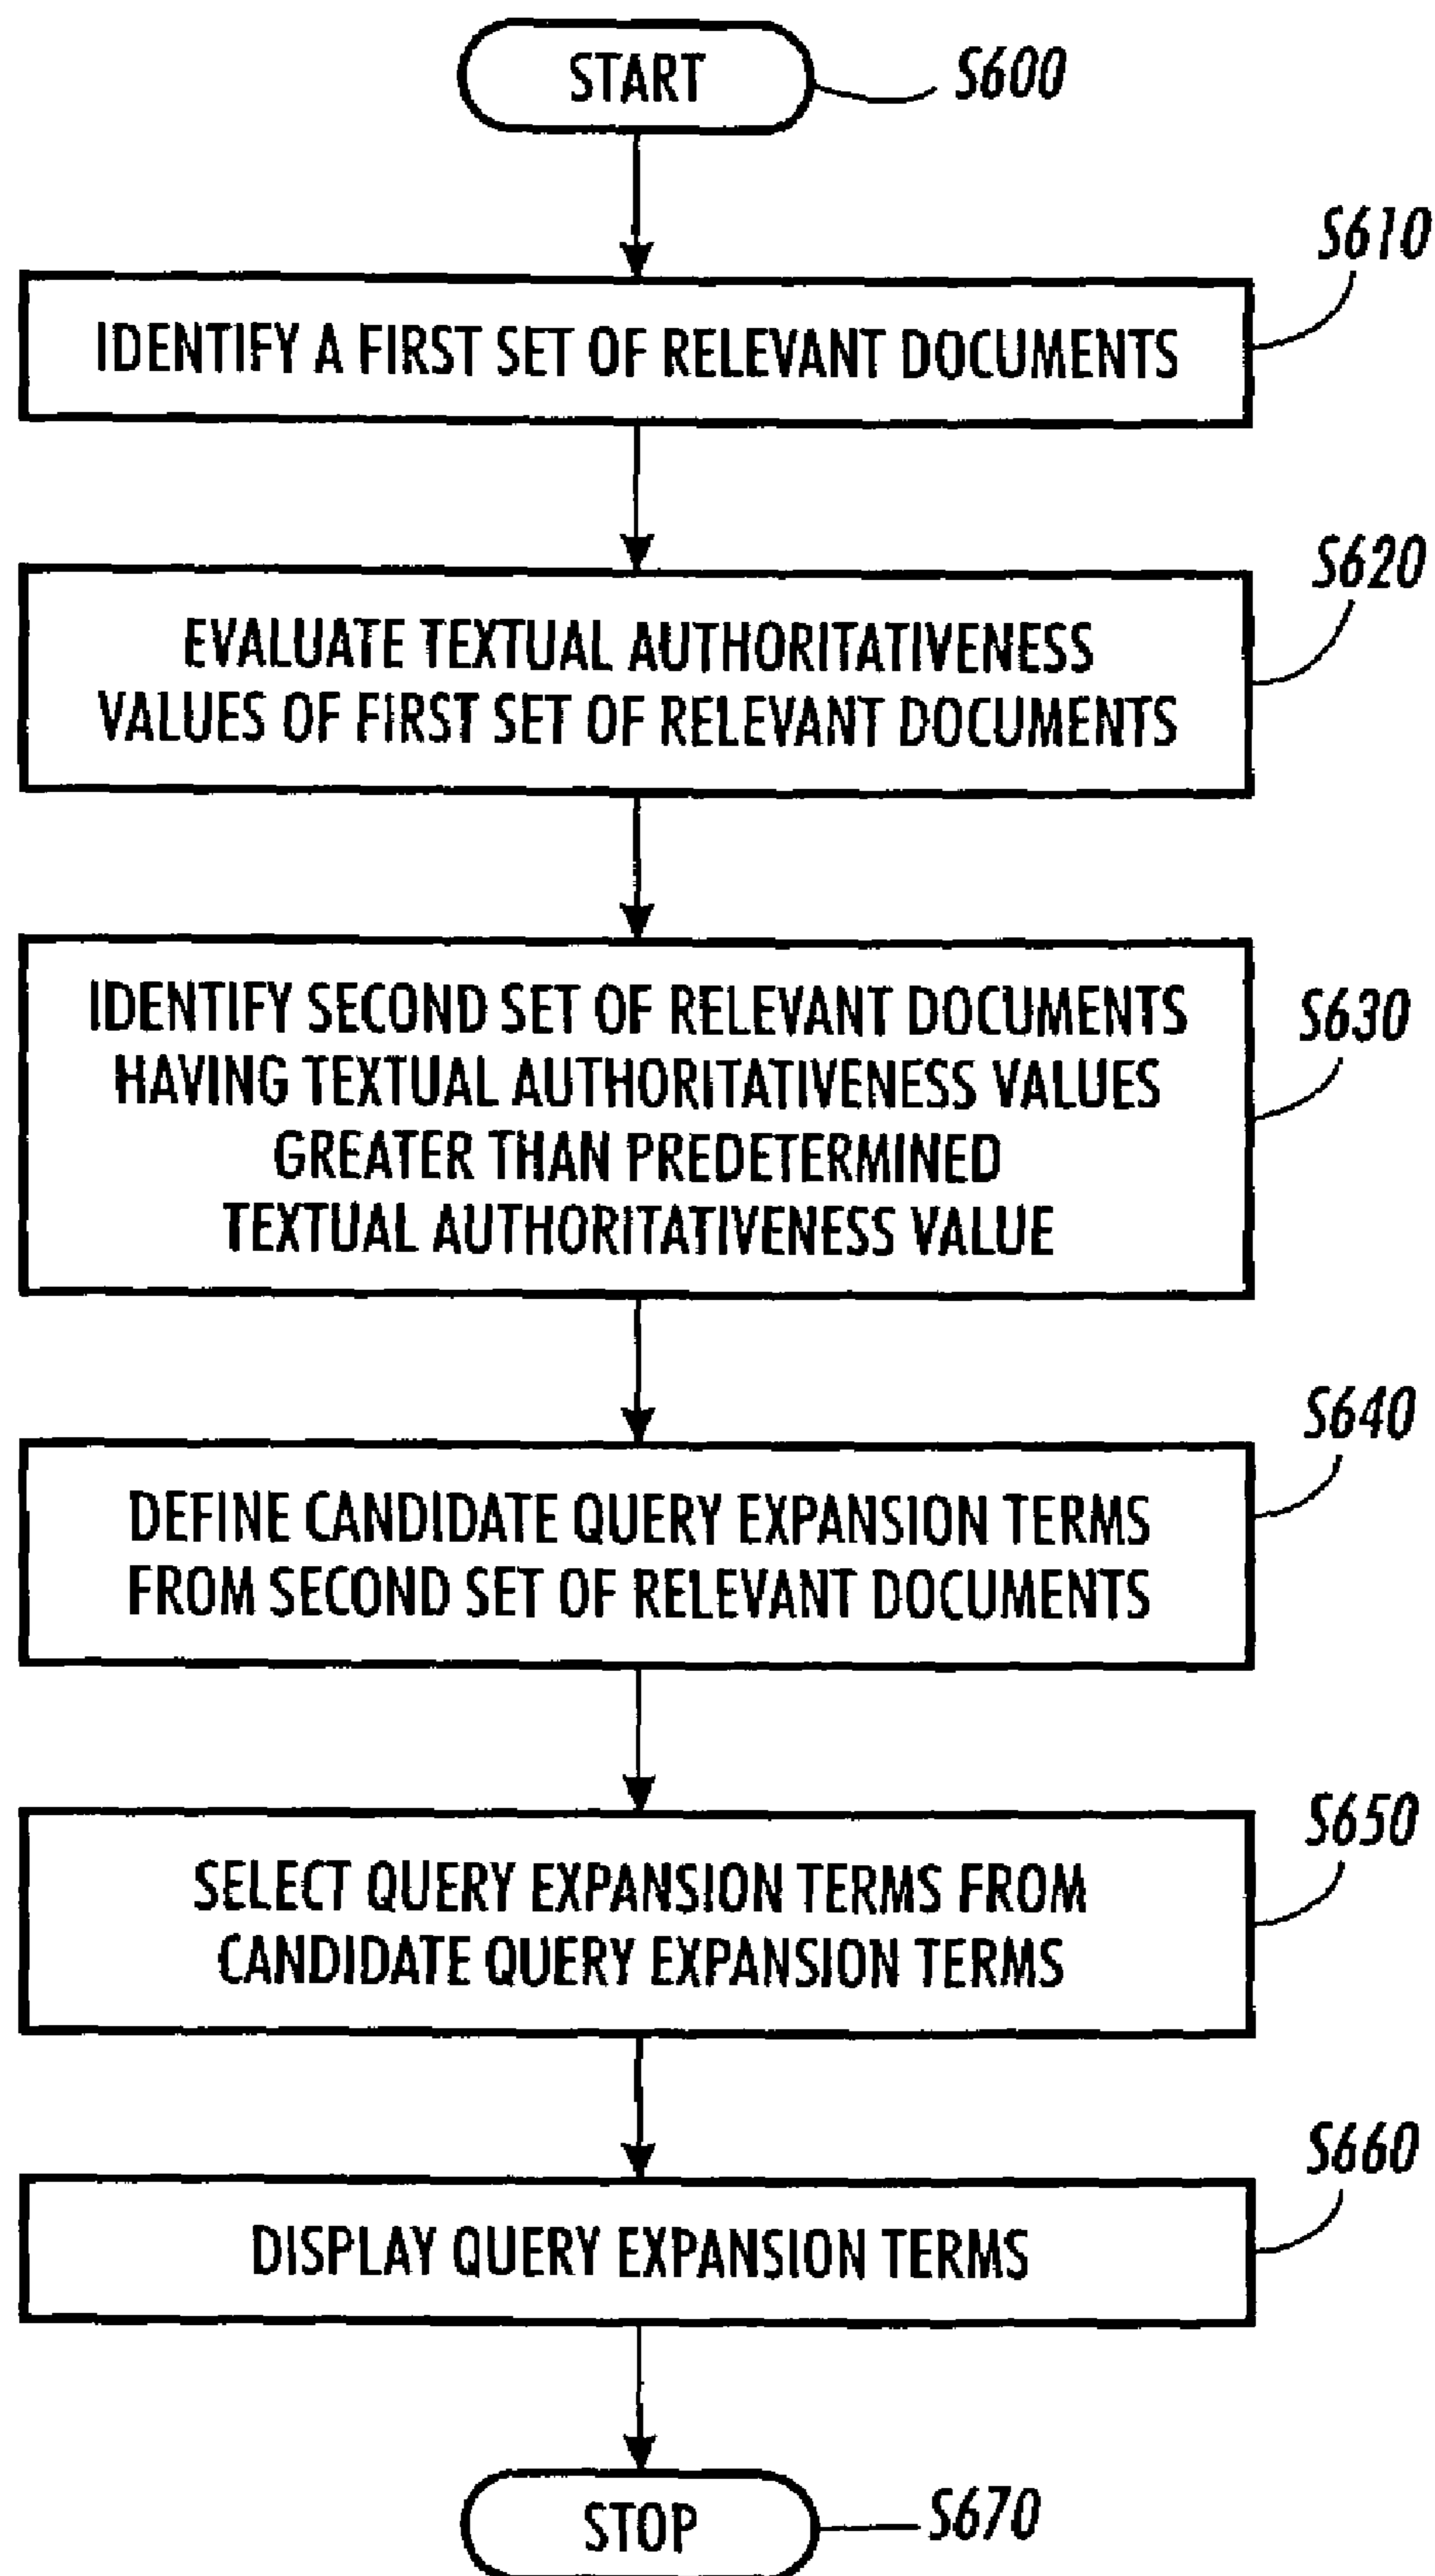 START
S600
S610
IDENTIFY A FIRST SET OF RELEVANT DOCUMENTS
S620
EVALUATE TEXTUAL AUTHORITATIVENESS
VALUES OF FIRST SET OF RELEVANT DOCUMENTS
S630
IDENTIFY SECOND SET OF RELEVANT DOCUMENTS
HAVING TEXTUAL AUTHORITATIVENESS VALUES
GREATER THAN PREDETERMINED
TEXTUAL AUTHORITATIVENESS VALUE
S640
DEFINE CANDIDATE QUERY EXPANSION TERMS
FROM SECOND SET OF RELEVANT DOCUMENTS
S650
SELECT QUERY EXPANSION TERMS FROM
CANDIDATE QUERY EXPANSION TERMS
S660
DISPLAY QUERY EXPANSION TERMS
STOP
S670